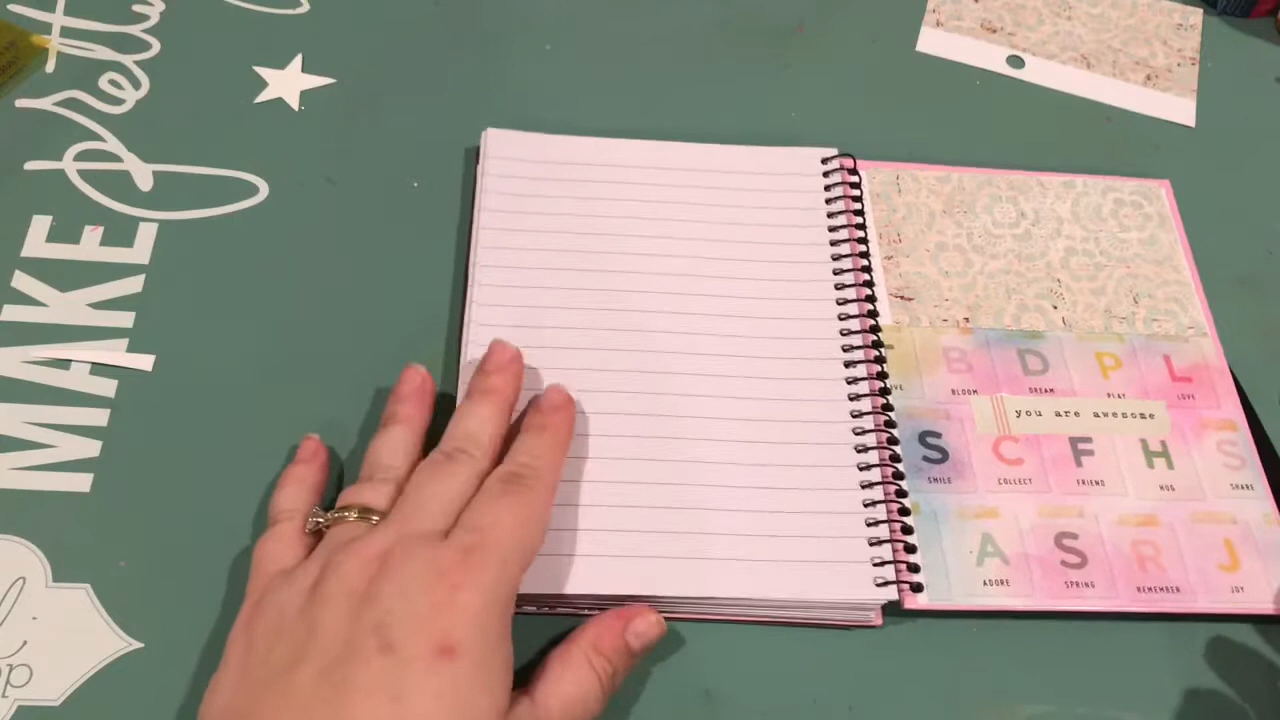 MAKE
pretty
B D P L
BLOOM DREAM PLAY LOVE
you are awesome
S C F H S
SMILE COLLECT FRIEND HUG SHARE
A S R J
ADORE SPRING REMEMBER JOY